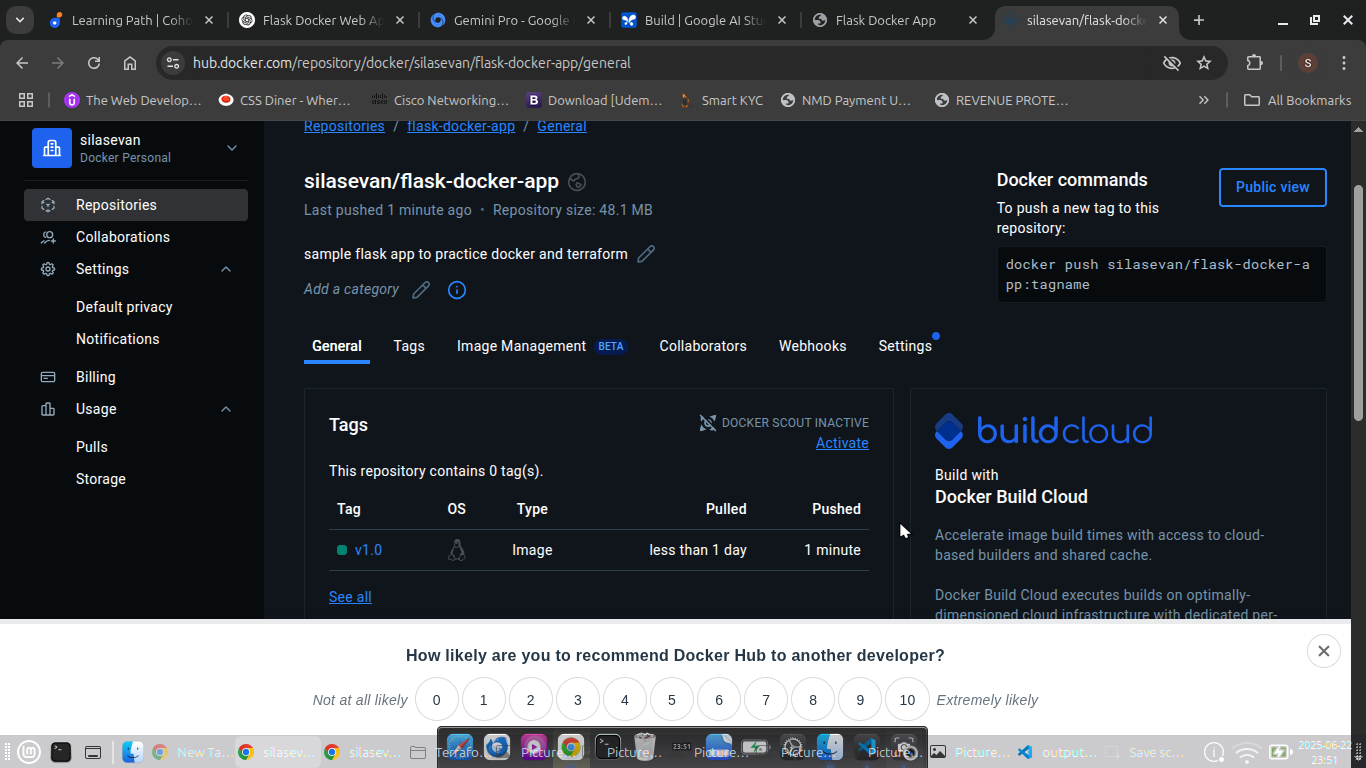 Learning Path | Coho
Flask Docker Web Ap
Gemini Pro - Google
Build | Google AI Stu
Flask Docker App
silasevan/flask-docke
hub.docker.com/repository/docker/silasevan/flask-docker-app/general
S
The Web Develop...
CSS Diner - Wher...
Cisco Networking...
Download [Udem...
Smart KYC
NMD Payment U...
REVENUE PROTE...
All Bookmarks
silasevan
Docker Personal
Repositories
Collaborations
Settings
Default privacy
Notifications
Billing
Usage
Pulls
Storage
Repositories / flask-docker-app / General
silasevan/flask-docker-app
Last pushed 1 minute ago • Repository size: 48.1 MB
sample flask app to practice docker and terraform
Add a category
Docker commands
Public view
To push a new tag to this
repository:
docker push silasevan/flask-docker-a
pp:tagname
General
Tags
Image Management BETA
Collaborators
Webhooks
Settings
Tags
DOCKER SCOUT INACTIVE
Activate
This repository contains 0 tag(s).
Tag OS Type Pulled Pushed
v1.0 Image less than 1 day 1 minute
See all
buildcloud
Build with
Docker Build Cloud
Accelerate image build times with access to cloud-
based builders and shared cache.
Docker Build Cloud executes builds on optimally-
dimensioned cloud infrastructure with dedicated per-
How likely are you to recommend Docker Hub to another developer?
Not at all likely 0 1 2 3 4 5 6 7 8 9 10 Extremely likely
New Ta...
silasev...
silasev...
Terrafo...
Picture...
Picture...
23:51
Picture...
Picture...
Picture...
Picture...
output...
Save sc...
2025-06-22
23:51